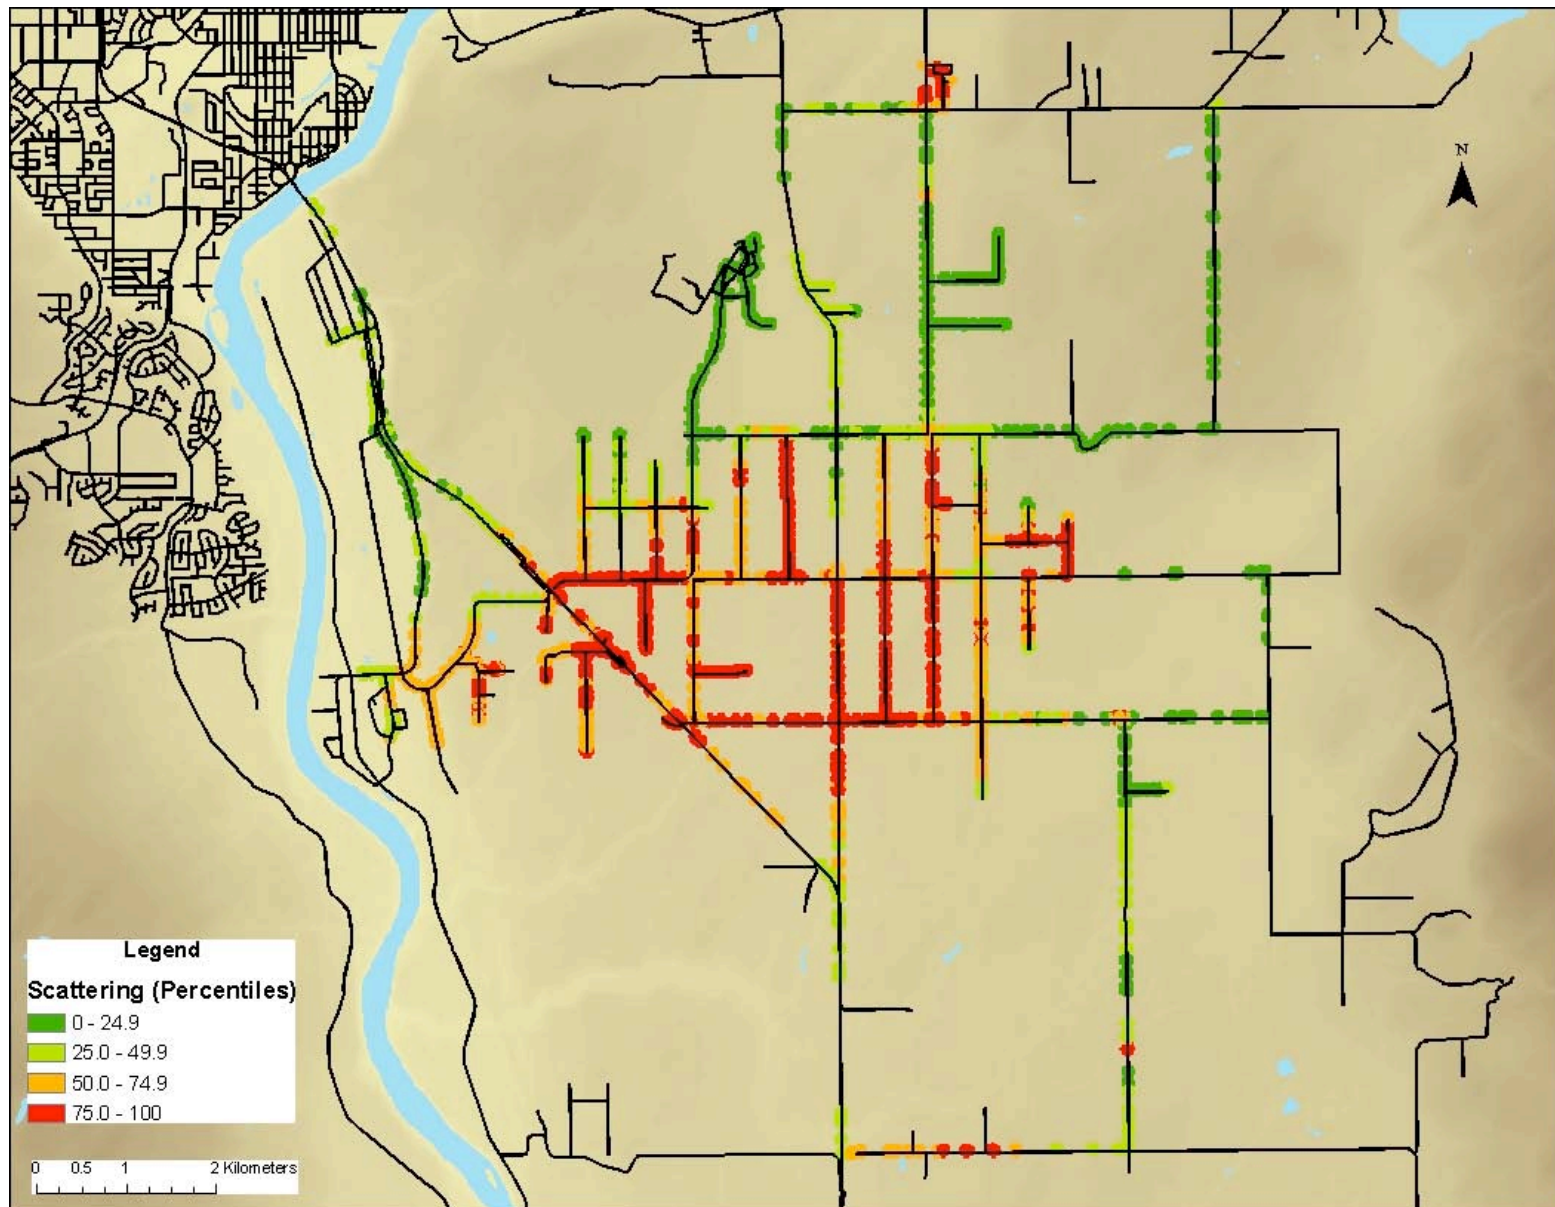 N
Legend
Scattering (Percentiles)
0 - 24.9
25.0 - 49.9
50.0 - 74.9
75.0 - 100
0 0.5 1 2 Kilometers